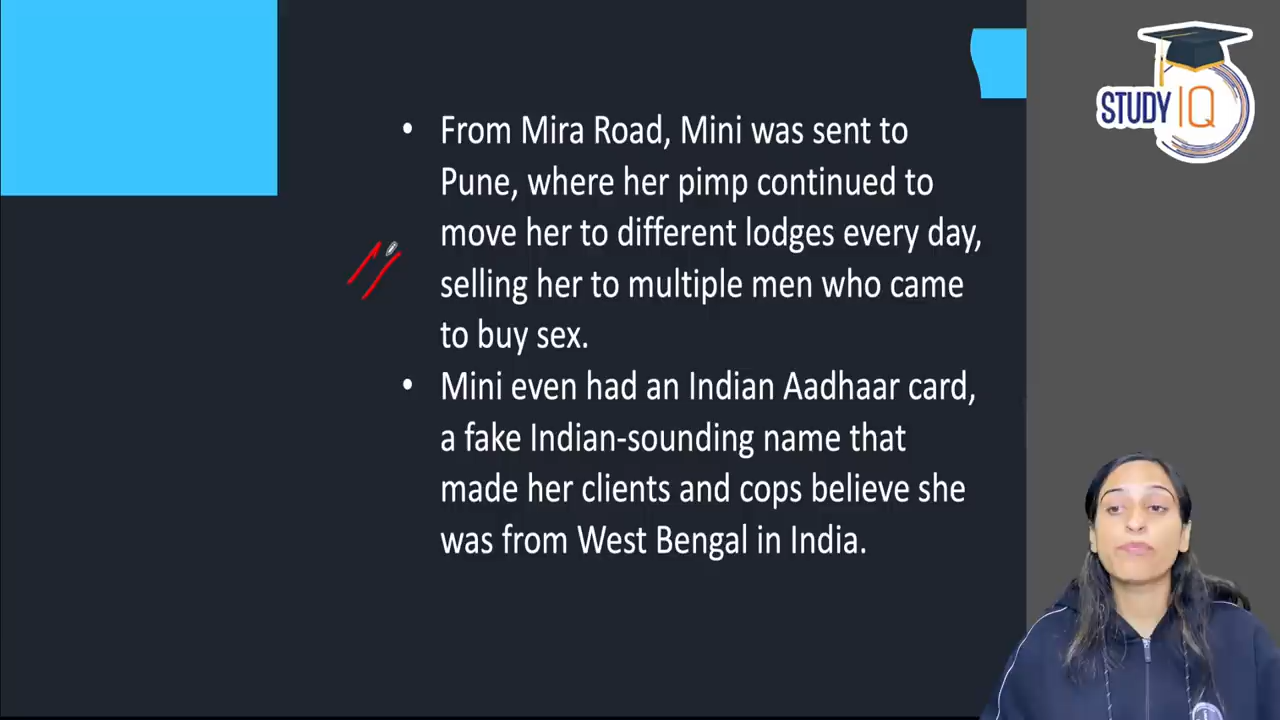 • From Mira Road, Mini was sent to
Pune, where her pimp continued to
move her to different lodges every day,
selling her to multiple men who came
to buy sex.
• Mini even had an Indian Aadhaar card,
a fake Indian-sounding name that
made her clients and cops believe she
was from West Bengal in India.
STUDY IQ